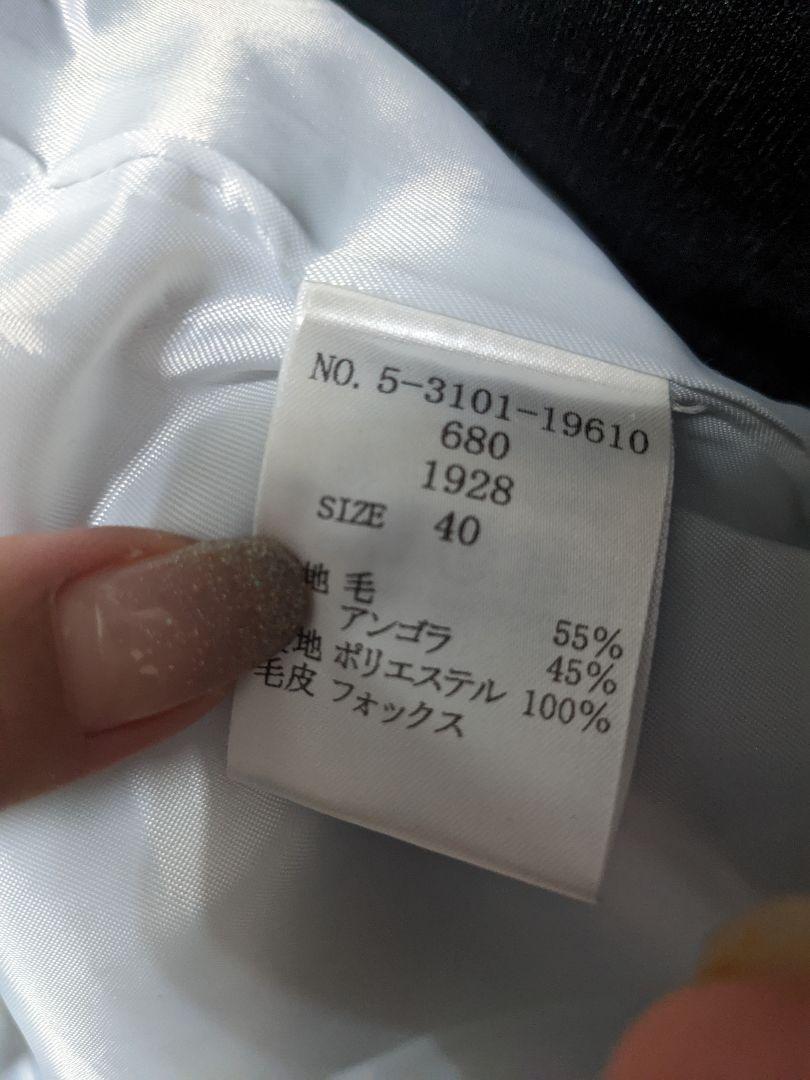 NO. 5-3101-19610
680
1928
SIZE 40
地 毛 55%
アンゴラ 45%
地 ポリエステル 100%
毛皮 フォックス